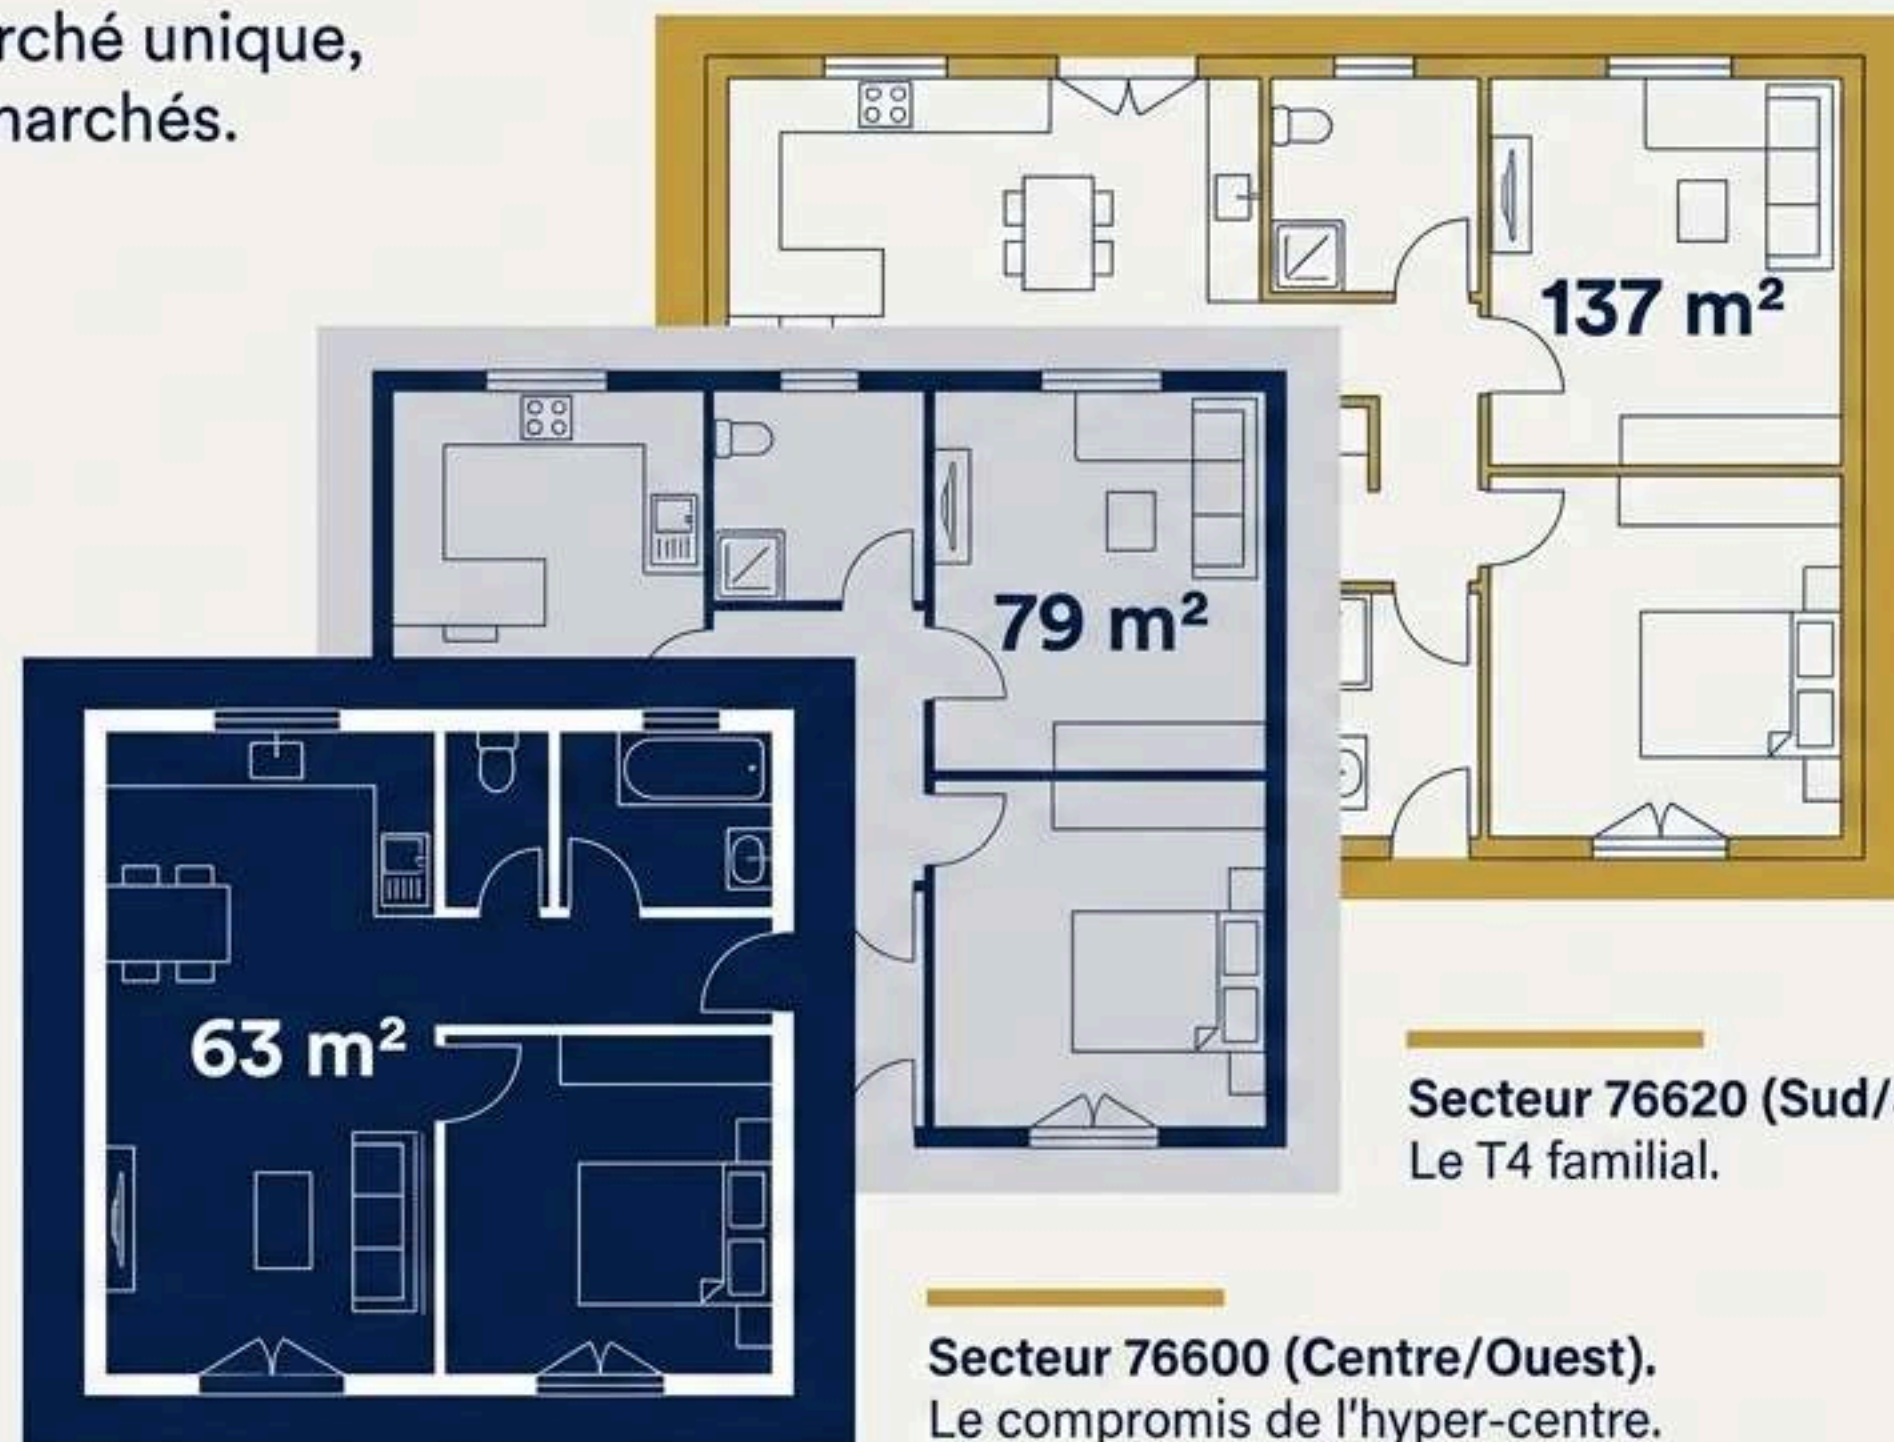 rché unique,
marchés.
137 m²
79 m²
63 m²
Secteur 76620 (Sud/
Le T4 familial.
Secteur 76600 (Centre/Ouest).
Le compromis de l'hyper-centre.